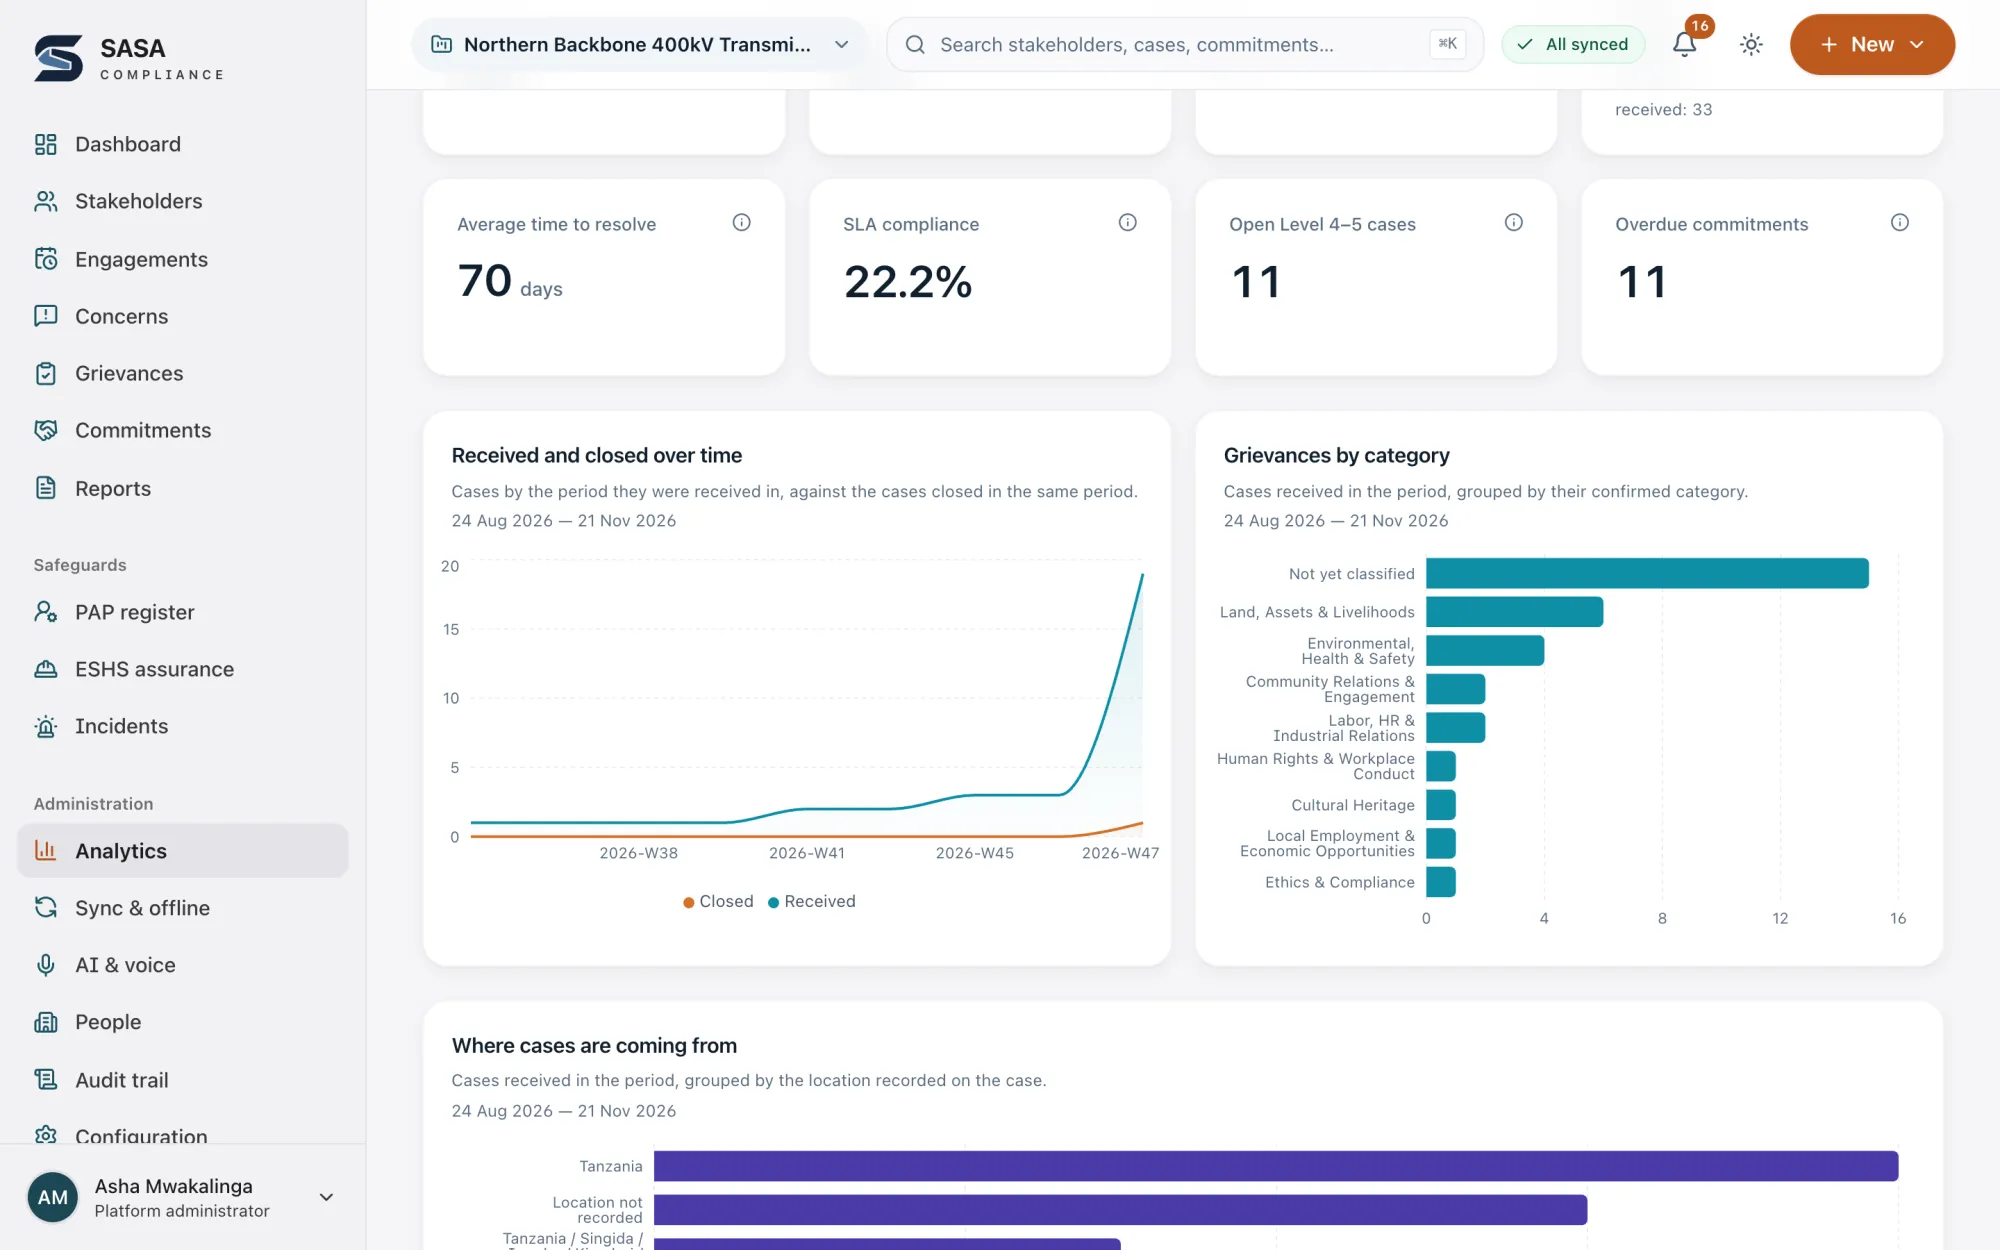 SASA
COMPLIANCE
Northern Backbone 400kV Transmi...
Search stakeholders, cases, commitments...
⌘K
All synced
16
New
Dashboard
Stakeholders
Engagements
Concerns
Grievances
Commitments
Reports
Safeguards
PAP register
ESHS assurance
Incidents
Administration
Analytics
Sync & offline
AI & voice
People
Audit trail
Configuration
AM
Asha Mwakalinga
Platform administrator
received: 33
Average time to resolve
70 days
SLA compliance
22.2%
Open Level 4–5 cases
11
Overdue commitments
11
Received and closed over time
Cases by the period they were received in, against the cases closed in the same period.
24 Aug 2026 — 21 Nov 2026
20
15
10
5
0
2026-W38
2026-W41
2026-W45
2026-W47
Closed
Received
Grievances by category
Cases received in the period, grouped by their confirmed category.
24 Aug 2026 — 21 Nov 2026
Not yet classified
Land, Assets & Livelihoods
Environmental,
Health & Safety
Community Relations &
Engagement
Labor, HR &
Industrial Relations
Human Rights & Workplace
Conduct
Cultural Heritage
Local Employment &
Economic Opportunities
Ethics & Compliance
0
4
8
12
16
Where cases are coming from
Cases received in the period, grouped by the location recorded on the case.
24 Aug 2026 — 21 Nov 2026
Tanzania
Location not
recorded
Tanzania / Singida /